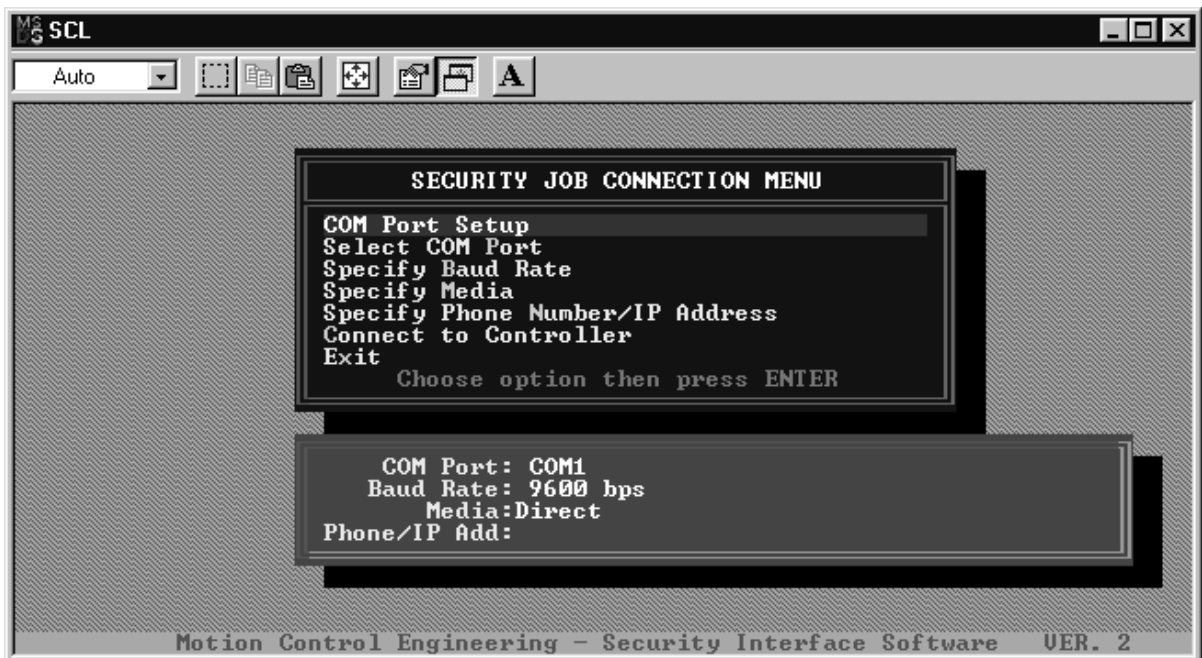 SCL
Auto
A
SECURITY JOB CONNECTION MENU
COM Port Setup
Select COM Port
Specify Baud Rate
Specify Media
Specify Phone Number/IP Address
Connect to Controller
Exit
Choose option then press ENTER
COM Port: COM1
Baud Rate: 9600 bps
Media:Direct
Phone/IP Add:
Motion Control Engineering - Security Interface Software VER. 2